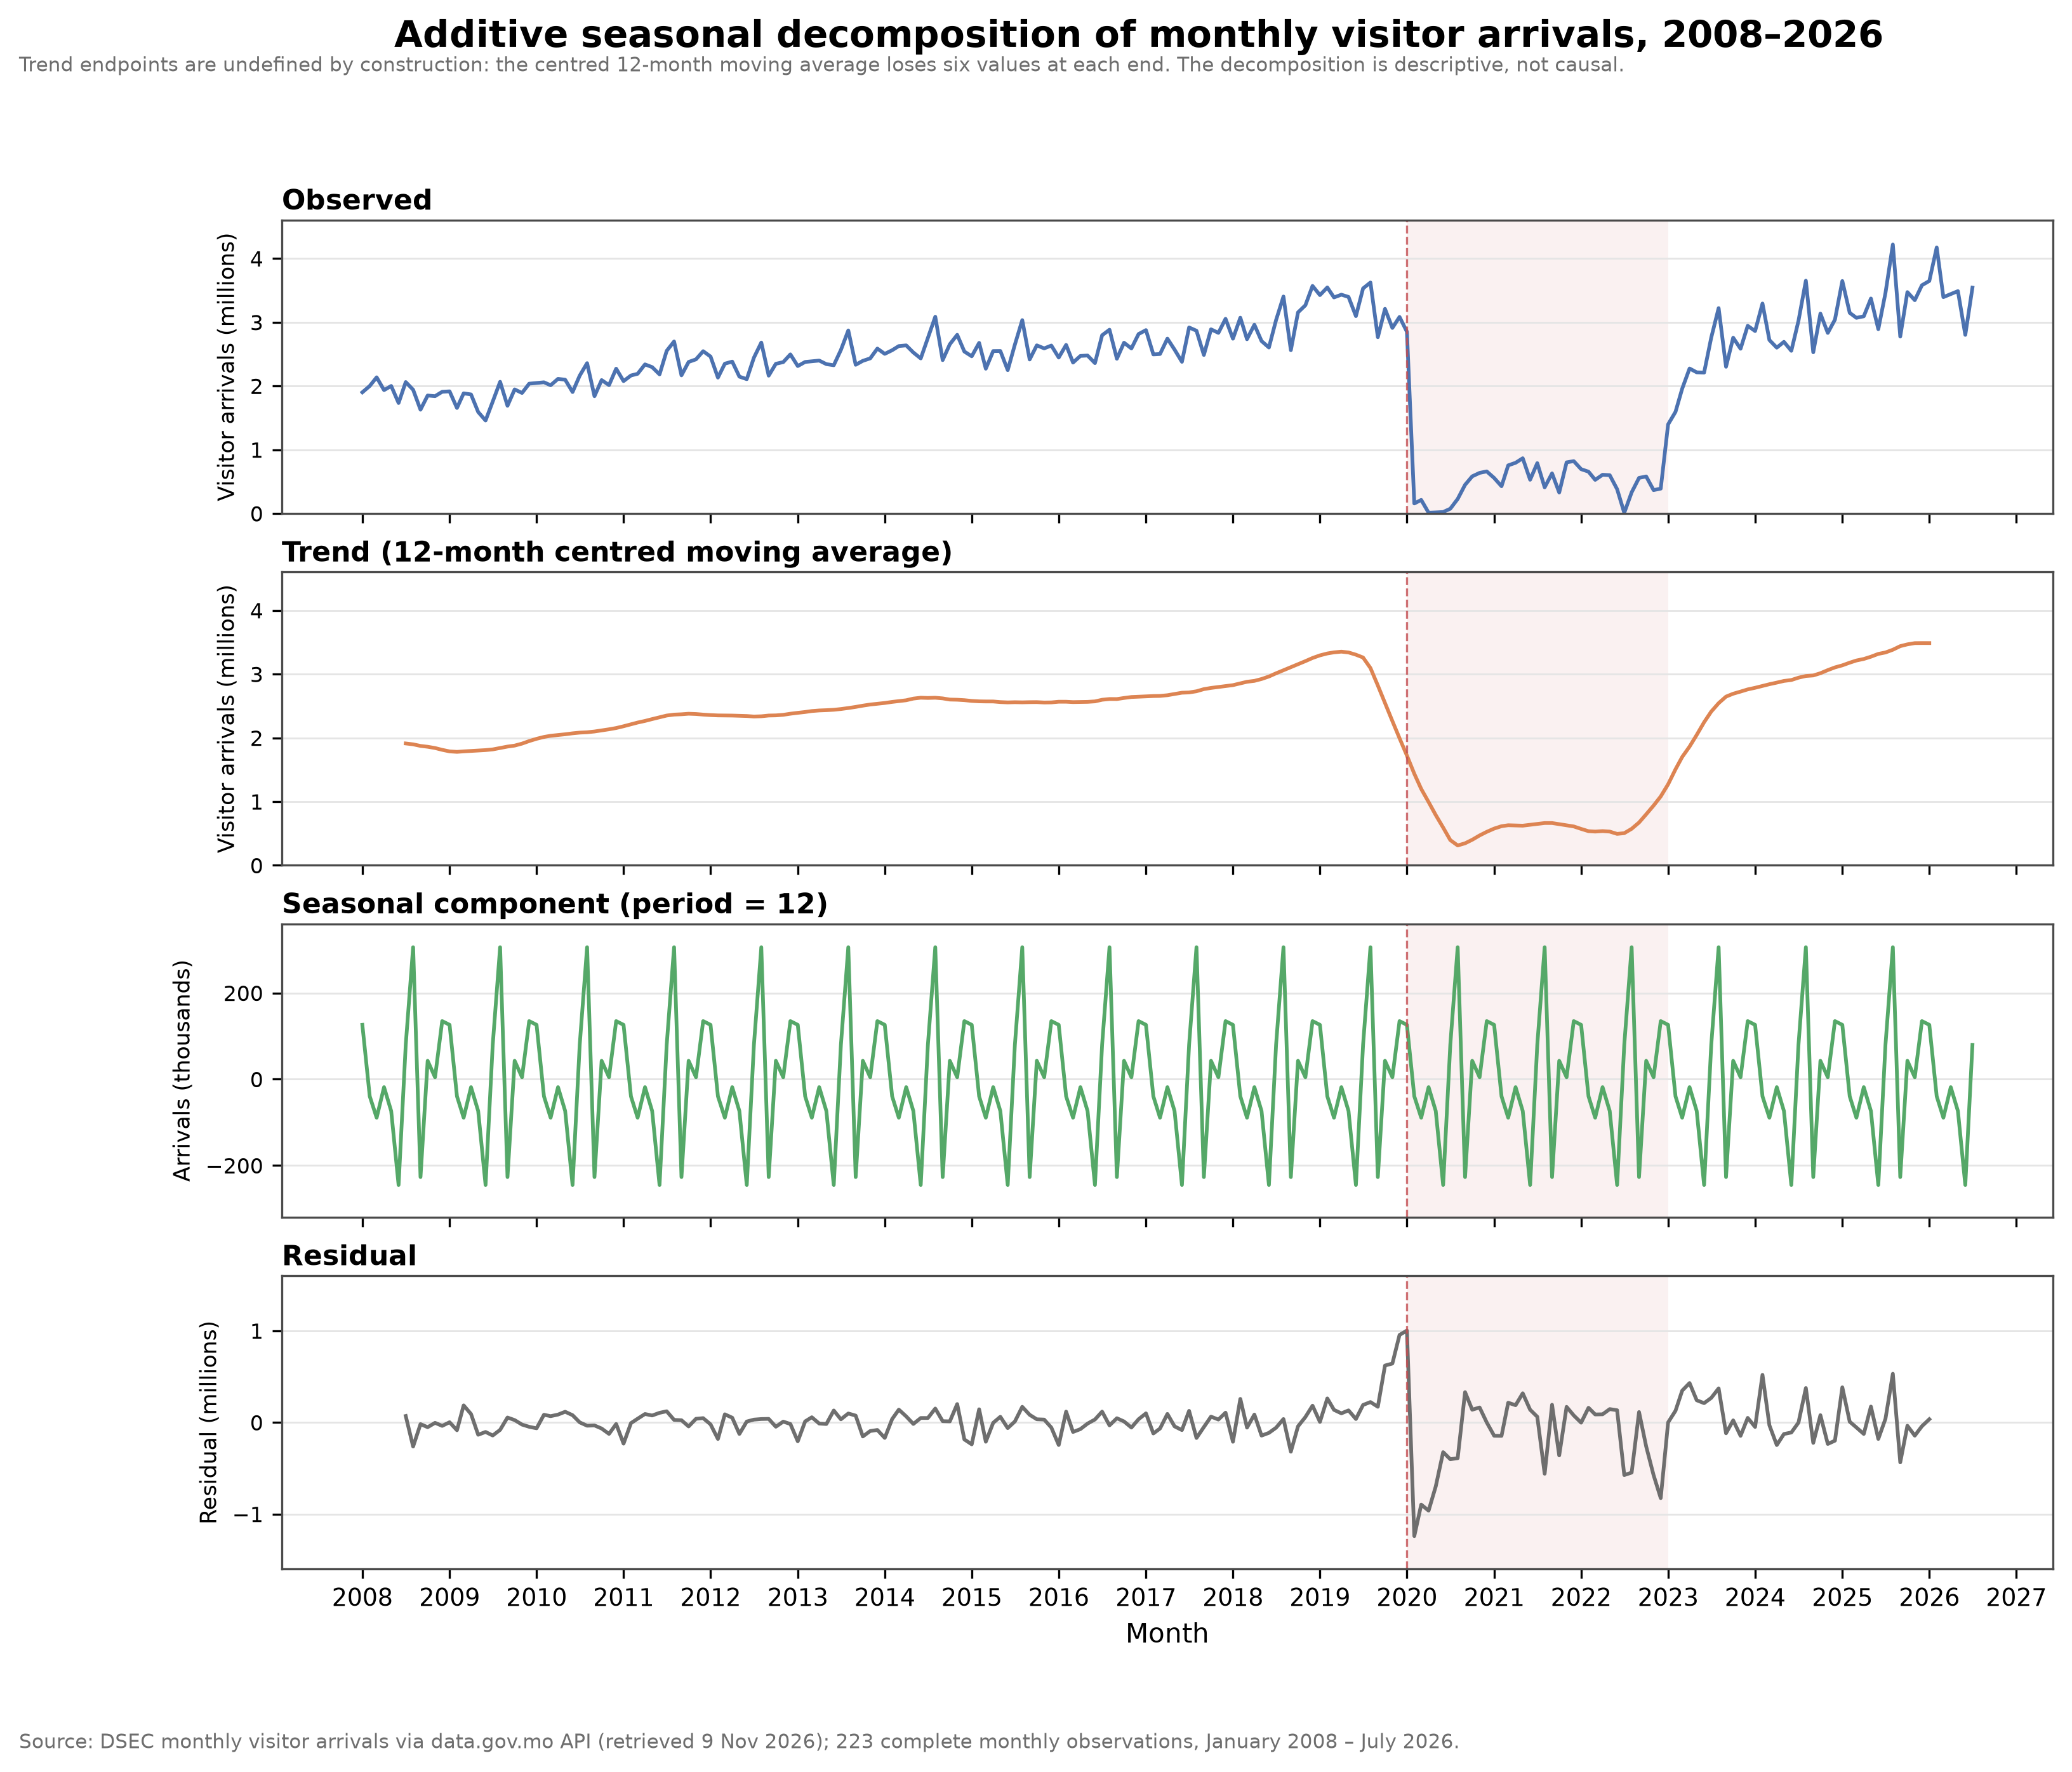 Additive seasonal decomposition of monthly visitor arrivals, 2008–2026
Trend endpoints are undefined by construction: the centred 12-month moving average loses six values at each end. The decomposition is descriptive, not causal.
Observed
Visitor arrivals (millions)
4
3
2
1
0
Trend (12-month centred moving average)
Visitor arrivals (millions)
4
3
2
1
0
Seasonal component (period = 12)
Arrivals (thousands)
200
0
−200
Residual
Residual (millions)
1
0
−1
2008 2009 2010 2011 2012 2013 2014 2015 2016 2017 2018 2019 2020 2021 2022 2023 2024 2025 2026 2027
Month
Source: DSEC monthly visitor arrivals via data.gov.mo API (retrieved 9 Nov 2026); 223 complete monthly observations, January 2008 – July 2026.